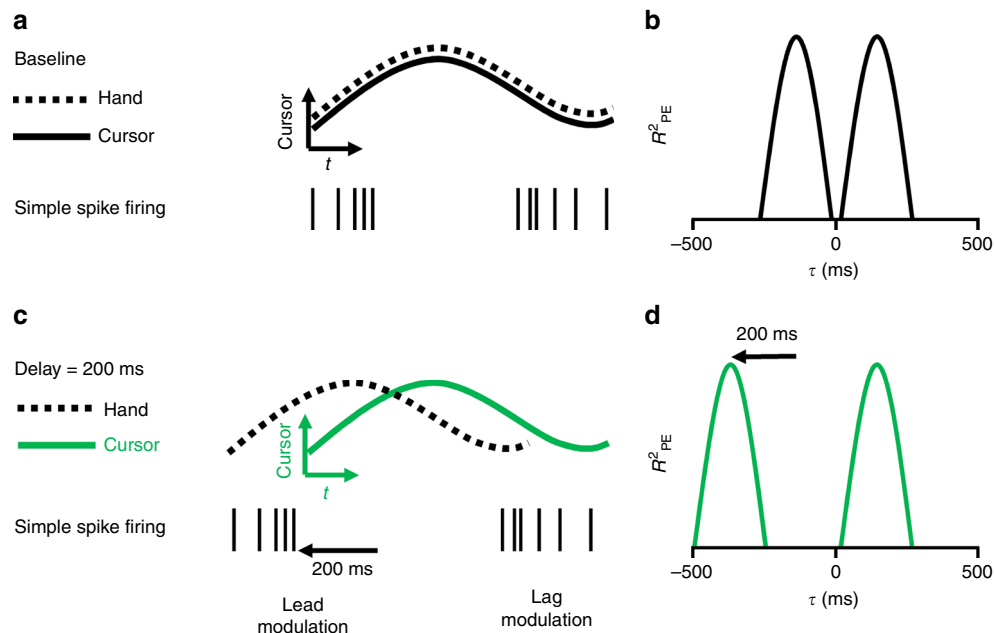 a
Baseline
Hand
Cursor
Cursor
t
Simple spike firing
b
R²PE
−500 0 500
τ (ms)
c
Delay = 200 ms
Hand
Cursor
Cursor
t
Simple spike firing
200 ms
Lead
modulation
Lag
modulation
d
200 ms
R²PE
−500 0 500
τ (ms)